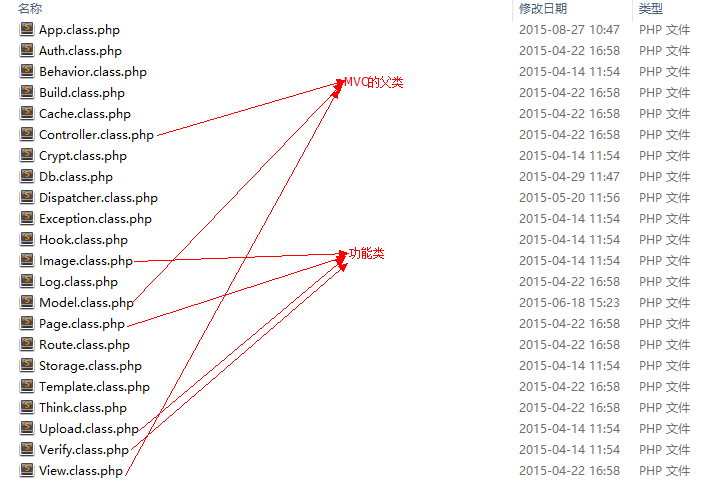 名称 修改日期 类型
App.class.php 2015-08-27 10:47 PHP 文件
Auth.class.php 2015-04-22 16:58 PHP 文件
Behavior.class.php 2015-04-14 11:54 PHP 文件
MVC的父类
Build.class.php 2015-04-22 16:58 PHP 文件
Cache.class.php 2015-04-22 16:58 PHP 文件
Controller.class.php 2015-04-22 16:58 PHP 文件
Crypt.class.php 2015-04-14 11:54 PHP 文件
Db.class.php 2015-04-29 11:47 PHP 文件
Dispatcher.class.php 2015-05-20 11:56 PHP 文件
Exception.class.php 2015-04-14 11:54 PHP 文件
Hook.class.php 2015-04-14 11:54 PHP 文件
功能类
Image.class.php 2015-04-14 11:54 PHP 文件
Log.class.php 2015-04-22 16:58 PHP 文件
Model.class.php 2015-06-18 15:23 PHP 文件
Page.class.php 2015-04-22 16:58 PHP 文件
Route.class.php 2015-04-22 16:58 PHP 文件
Storage.class.php 2015-04-14 11:54 PHP 文件
Template.class.php 2015-04-22 16:58 PHP 文件
Think.class.php 2015-04-22 16:58 PHP 文件
Upload.class.php 2015-04-14 11:54 PHP 文件
Verify.class.php 2015-04-14 11:54 PHP 文件
View.class.php 2015-04-22 16:58 PHP 文件